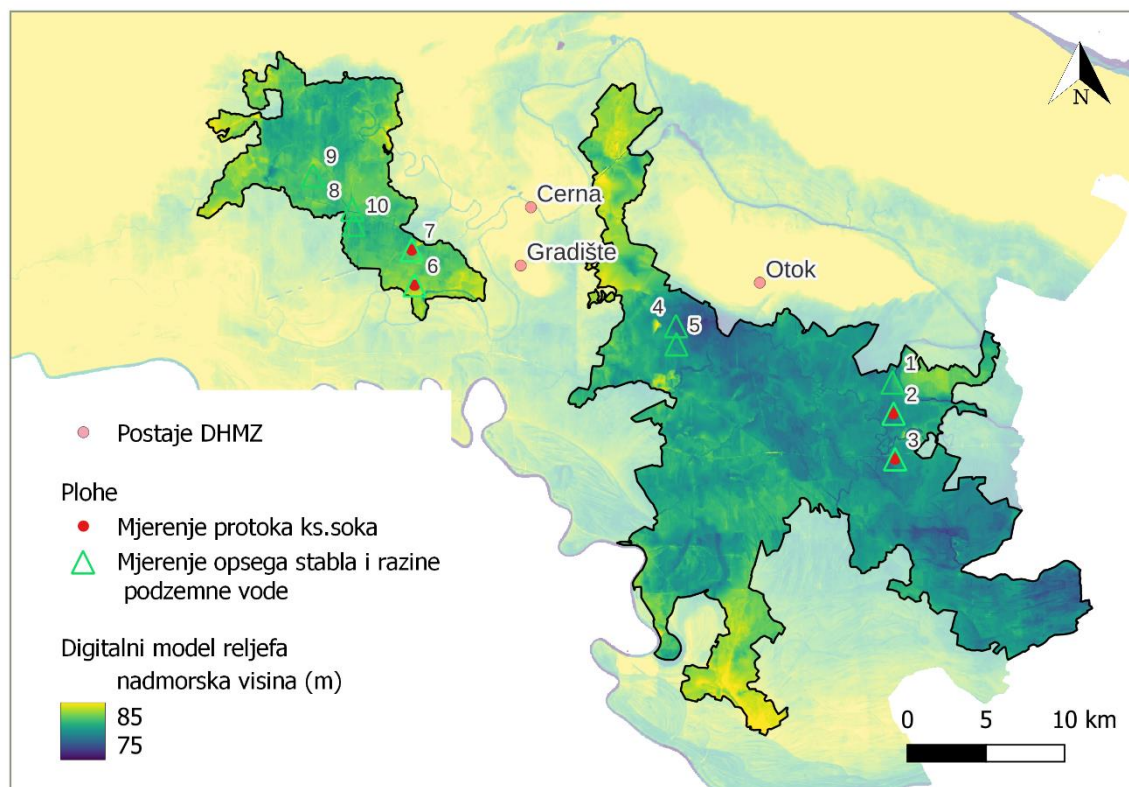 N
9
8
10
7
6
Cerna
Gradište
Otok
4
5
1
2
3
Postaje DHMZ
Plohe
Mjerenje protoka ks.soka
Mjerenje opsega stabla i razine
podzemne vode
Digitalni model reljefa
nadmorska visina (m)
85
75
0 5 10 km